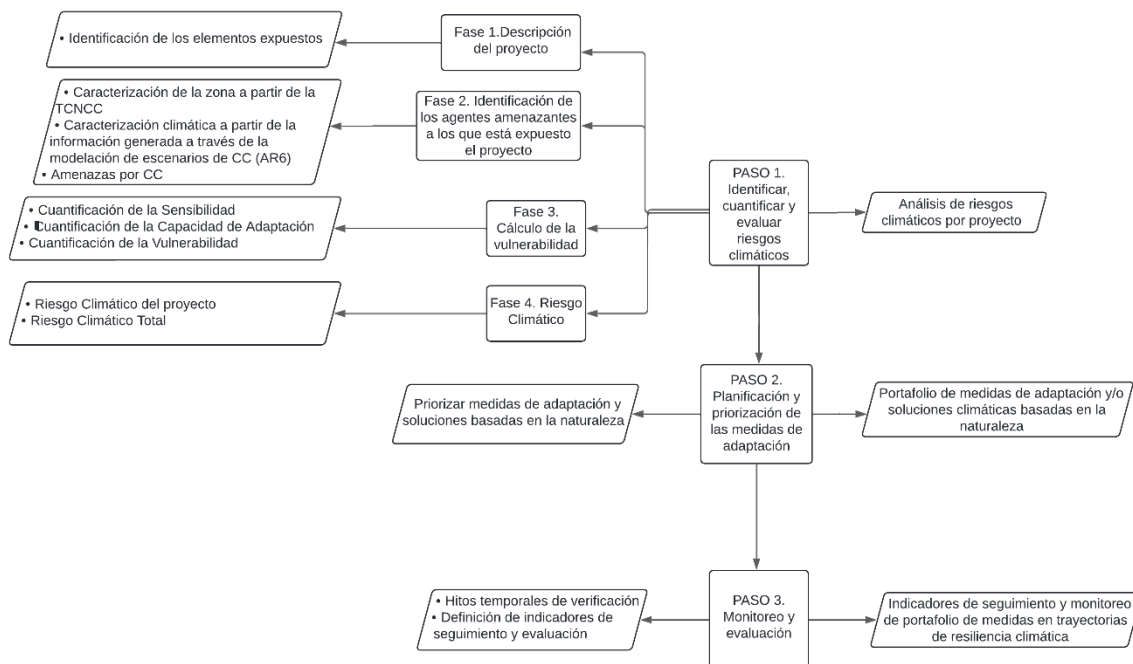 • Identificación de los elementos expuestos
Fase 1.Descripción
del proyecto
• Caracterización de la zona a partir de la
TCNCC
• Caracterización climática a partir de la
información generada a través de la
modelación de escenarios de CC (AR6)
• Amenazas por CC
Fase 2. Identificación de
los agentes amenazantes
a los que está expuesto
el proyecto
• Cuantificación de la Sensibilidad
• Cuantificación de la Capacidad de Adaptación
• Cuantificación de la Vulnerabilidad
Fase 3.
Cálculo de la
vulnerabilidad
• Riesgo Climático del proyecto
• Riesgo Climático Total
Fase 4. Riesgo
Climático
PASO 1.
Identificar,
cuantificar y
evaluar
riesgos
climáticos
Análisis de riesgos
climáticos por proyecto
Priorizar medidas de adaptación y
soluciones basadas en la naturaleza
PASO 2.
Planificación y
priorización de
las medidas de
adaptación
Portafolio de medidas de adaptación y/o
soluciones climáticas basadas en la
naturaleza
• Hitos temporales de verificación
• Definición de indicadores de
seguimiento y evaluación
PASO 3.
Monitoreo y
evaluación
Indicadores de seguimiento y monitoreo
de portafolio de medidas en trayectorias
de resiliencia climática